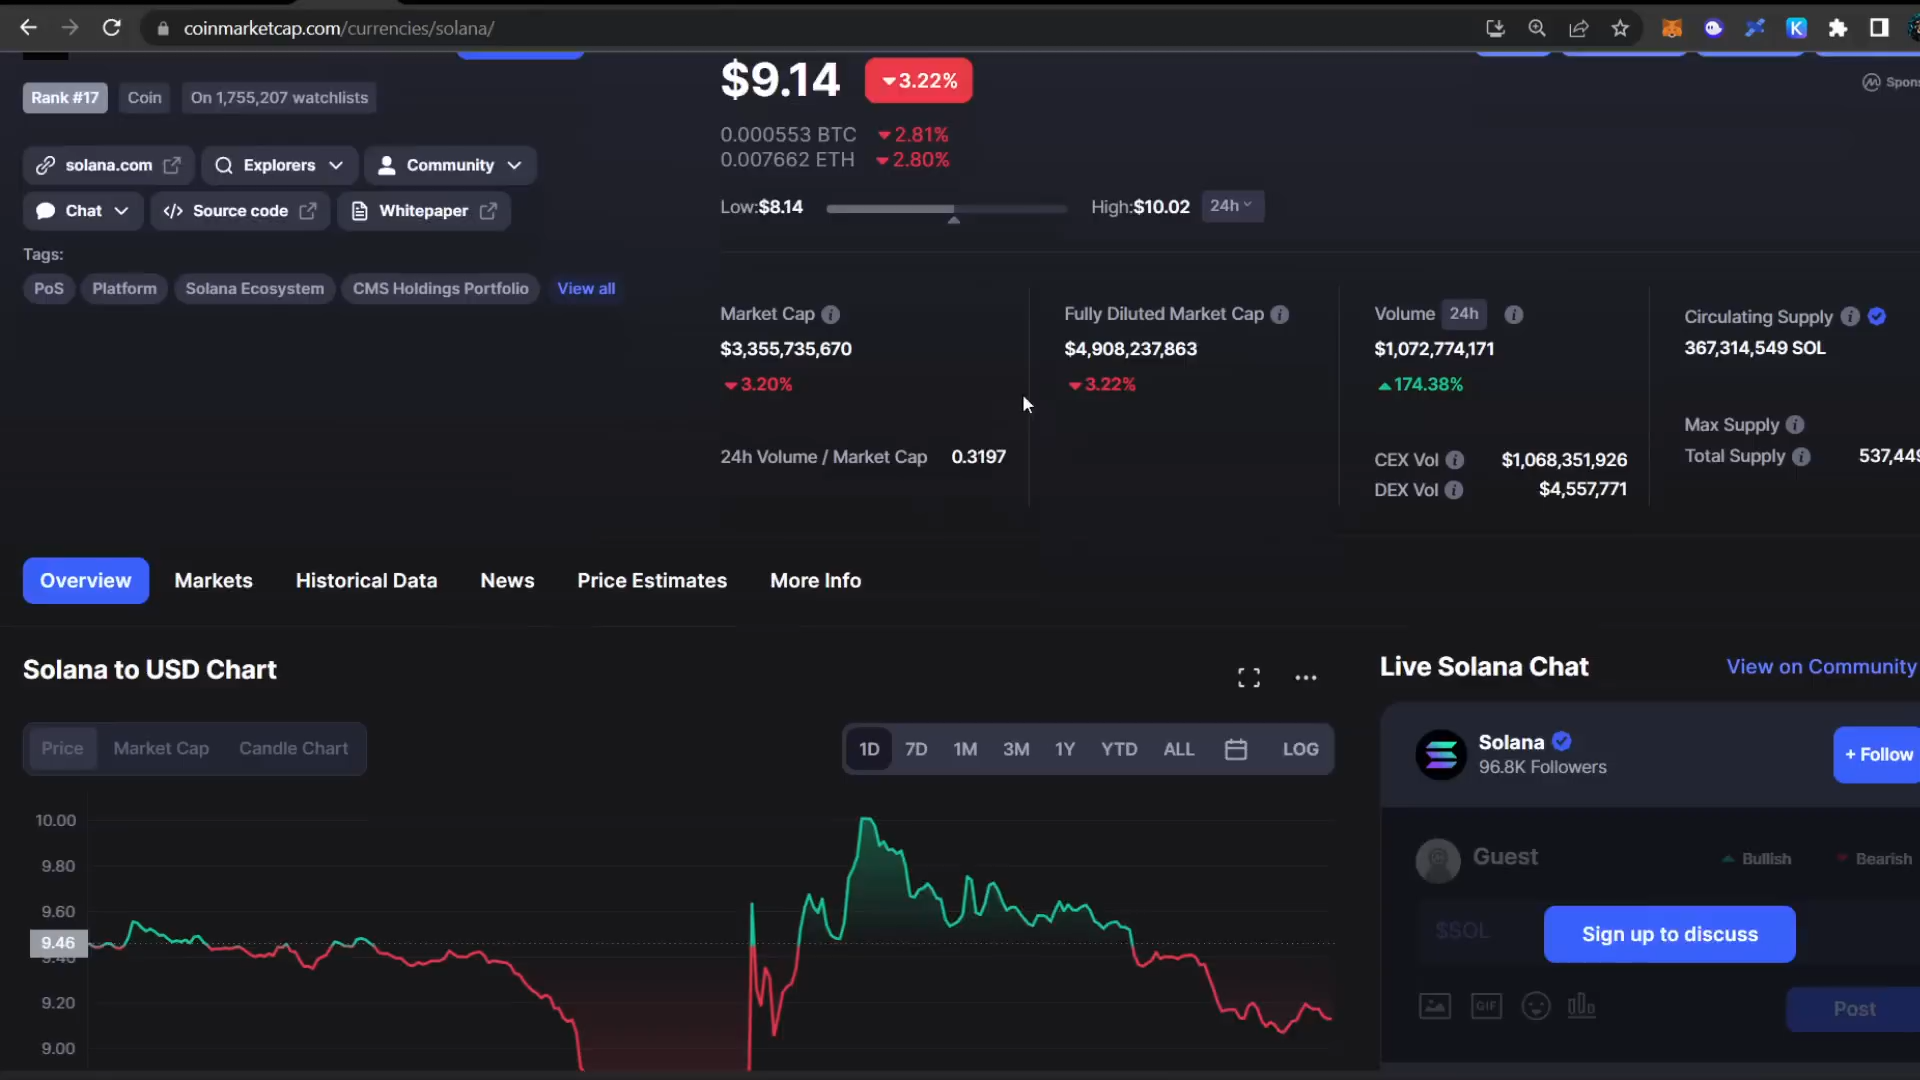 coinmarketcap.com/currencies/solana/
K
Rank #17
Coin
On 1,755,207 watchlists
$9.14
3.22%
0.000553 BTC
2.81%
0.007662 ETH
2.80%
Low:$8.14
High:$10.02
24h
solana.com
Explorers
Community
Chat
Source code
Whitepaper
Tags:
PoS
Platform
Solana Ecosystem
CMS Holdings Portfolio
View all
Market Cap
$3,355,735,670
3.20%
24h Volume / Market Cap
0.3197
Fully Diluted Market Cap
$4,908,237,863
3.22%
Volume
24h
$1,072,774,171
174.38%
CEX Vol
$1,068,351,926
DEX Vol
$4,557,771
Circulating Supply
367,314,549 SOL
Max Supply
Total Supply
537,449
Overview
Markets
Historical Data
News
Price Estimates
More Info
Solana to USD Chart
Price
Market Cap
Candle Chart
1D
7D
1M
3M
1Y
YTD
ALL
LOG
10.00
9.80
9.60
9.46
9.40
9.20
9.00
Live Solana Chat
View on Community
Solana
96.8K Followers
+ Follow
Guest
Bullish
Bearish
$SOL
Sign up to discuss
GIF
Post